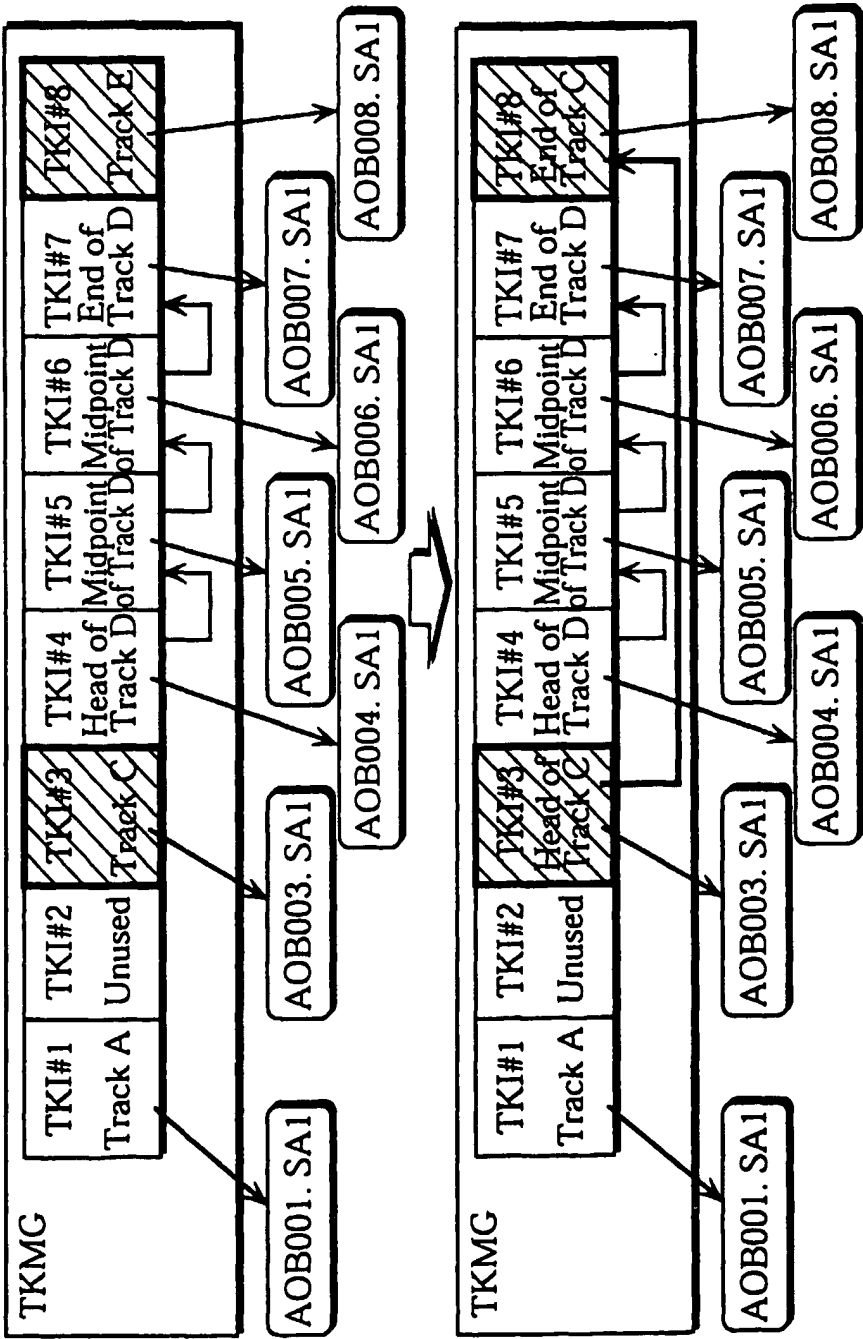 TKMG
TKI#1
Track A
TKI#2
Unused
TKI#3
Track C
TKI#4
Head of
Track D
TKI#5
Midpoint
of Track D
TKI#6
Midpoint
of Track D
TKI#7
End of
Track D
TKI#8
Track E
AOB001. SA1
AOB003. SA1
AOB004. SA1
AOB005. SA1
AOB006. SA1
AOB007. SA1
AOB008. SA1
TKMG
TKI#1
Track A
TKI#2
Unused
TKI#3
Head of
Track C
TKI#4
Head of
Track D
TKI#5
Midpoint
of Track D
TKI#6
Midpoint
of Track D
TKI#7
End of
Track D
TKI#8
End of
Track C
AOB001. SA1
AOB003. SA1
AOB004. SA1
AOB005. SA1
AOB006. SA1
AOB007. SA1
AOB008. SA1